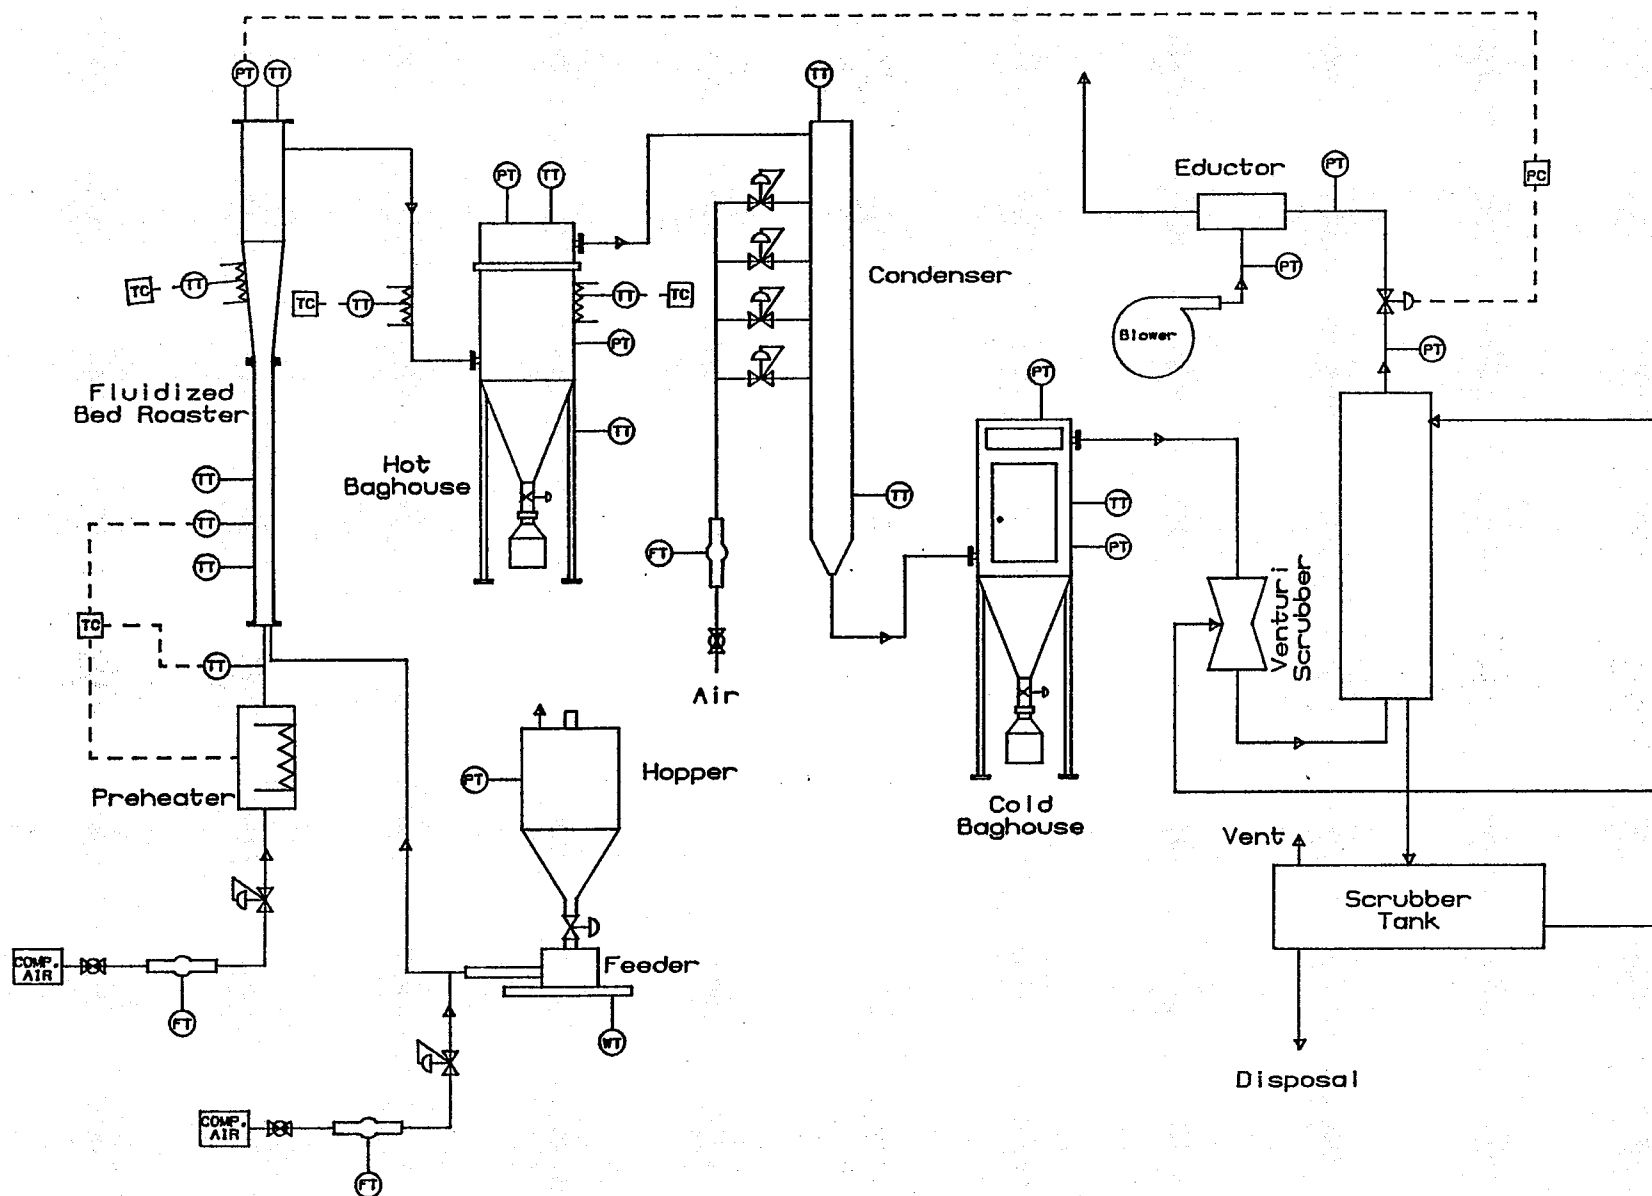 PT
TT
TT
PT
PT
TT
Eductor
PC
PT
Condenser
TC
TT
TC
TT
TT
TC
Blower
PT
PT
PT
Fluidized
Bed Roaster
TT
Hot
Baghouse
TT
TT
TT
TT
TT
PT
FT
TT
TC
TT
Air
Venturi
Scrubber
Preheater
PT
Hopper
Cold
Baghouse
Vent
Scrubber
Tank
COMP.
AIR
FT
Feeder
WT
Disposal
COMP.
AIR
FT